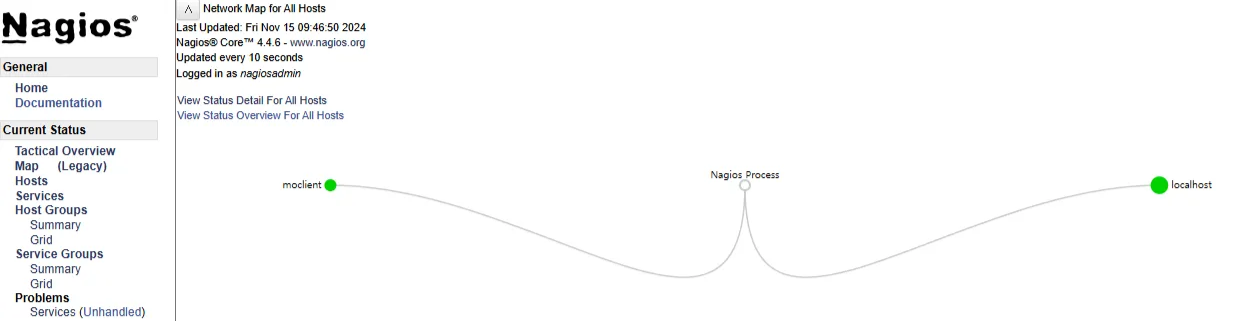 Nagios®
General
Home
Documentation
Current Status
Tactical Overview
Map (Legacy)
Hosts
Services
Host Groups
Summary
Grid
Service Groups
Summary
Grid
Problems
Services (Unhandled)
Network Map for All Hosts
Last Updated: Fri Nov 15 09:46:50 2024
Nagios® Core™ 4.4.6 - www.nagios.org
Updated every 10 seconds
Logged in as nagiosadmin
View Status Detail For All Hosts
View Status Overview For All Hosts
Nagios Process
moclient
localhost